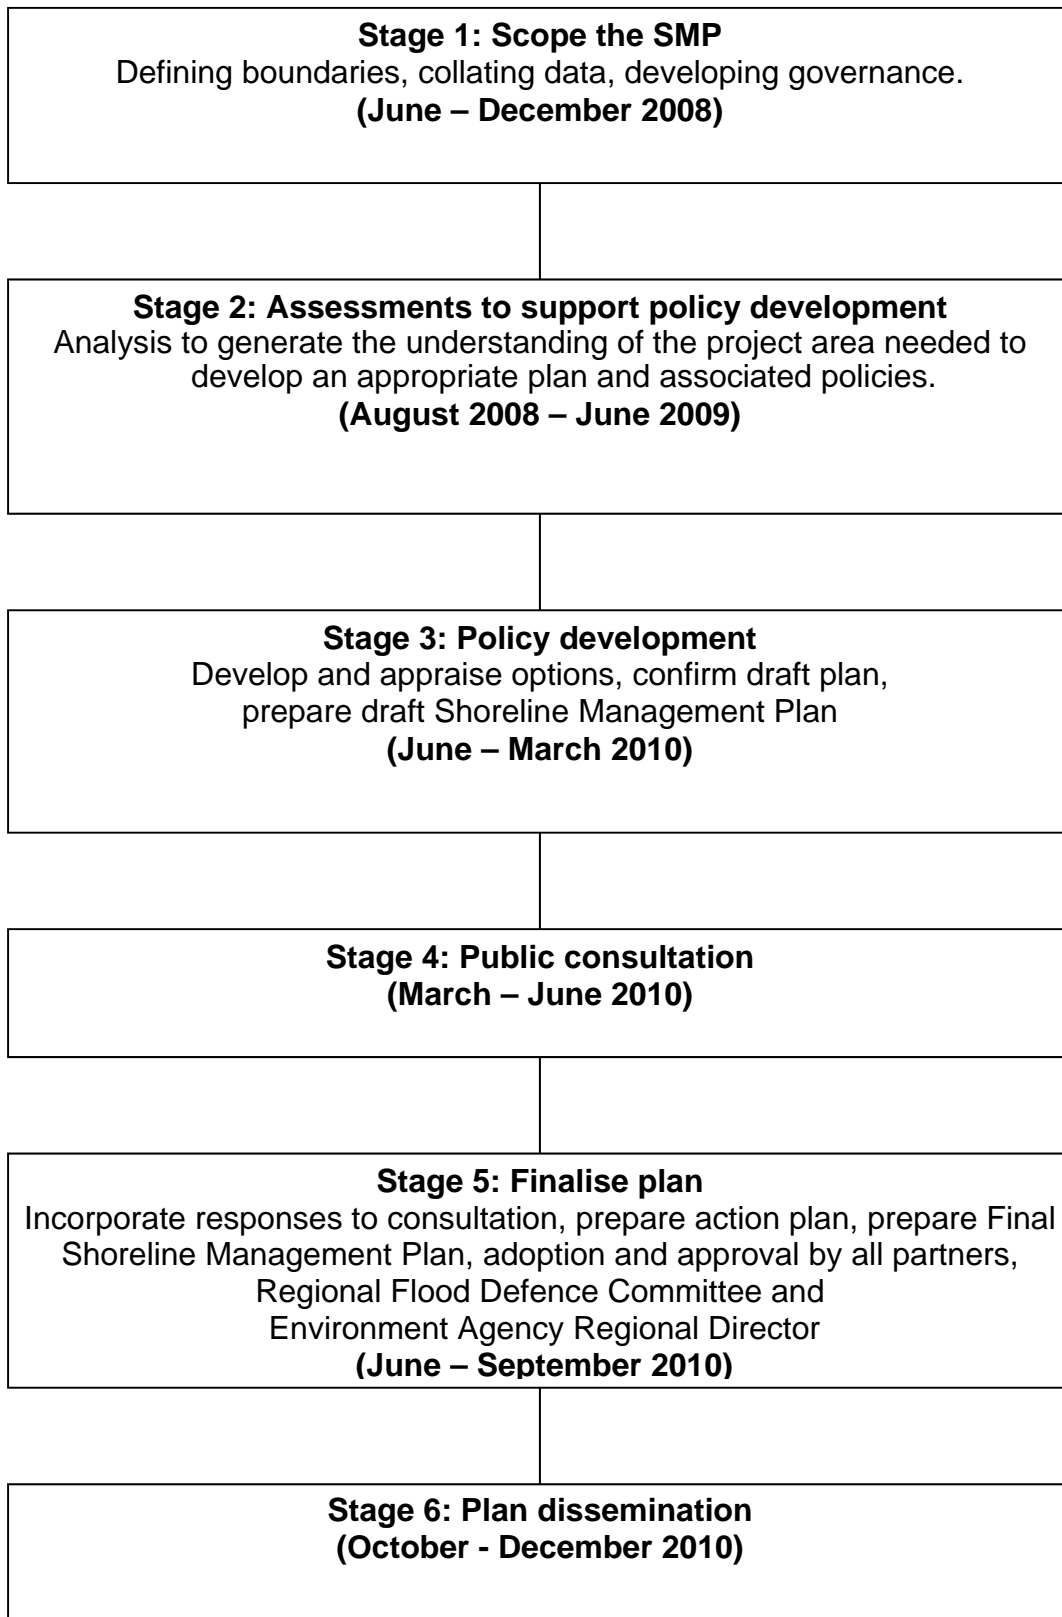 Stage 1: Scope the SMP
Defining boundaries, collating data, developing governance.
(June – December 2008)
Stage 2: Assessments to support policy development
Analysis to generate the understanding of the project area needed to
develop an appropriate plan and associated policies.
(August 2008 – June 2009)
Stage 3: Policy development
Develop and appraise options, confirm draft plan,
prepare draft Shoreline Management Plan
(June – March 2010)
Stage 4: Public consultation
(March – June 2010)
Stage 5: Finalise plan
Incorporate responses to consultation, prepare action plan, prepare Final
Shoreline Management Plan, adoption and approval by all partners,
Regional Flood Defence Committee and
Environment Agency Regional Director
(June – September 2010)
Stage 6: Plan dissemination
(October - December 2010)